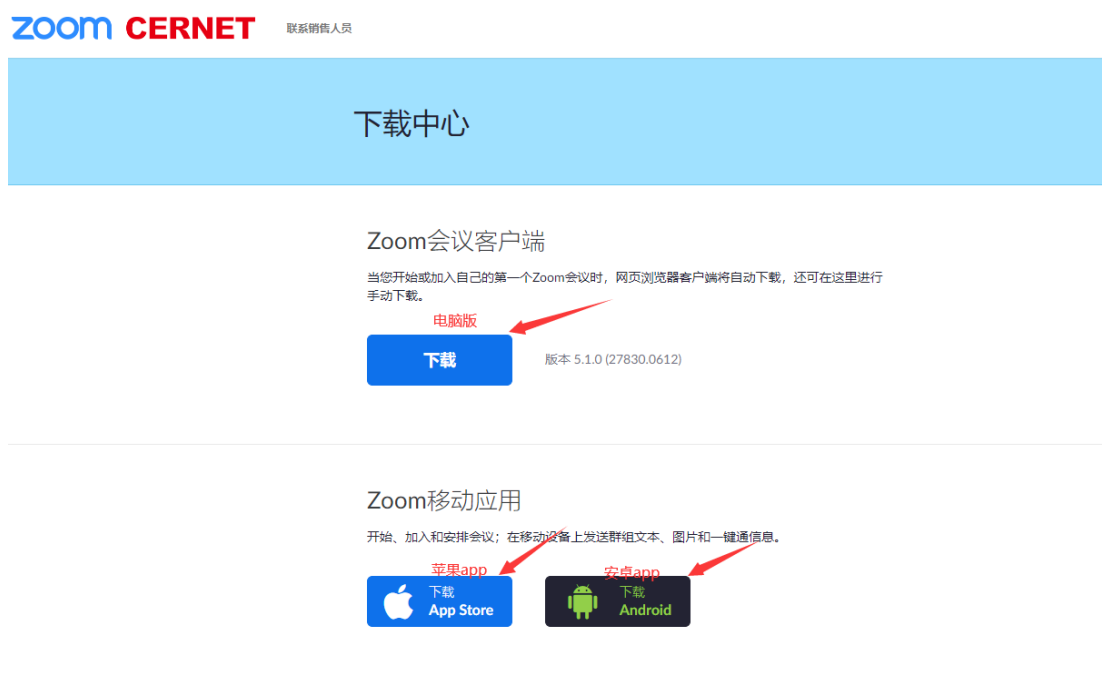 zoom CERNET 联系销售人员
下载中心
Zoom会议客户端
当您开始或加入自己的第一个Zoom会议时，网页浏览器客户端将自动下载，还可在这里进行
手动下载。
电脑版
下载 版本 5.1.0 (27830.0612)
Zoom移动应用
开始、加入和安排会议；在移动设备上发送群组文本、图片和一键通信息。
苹果app 安卓app
下载 下载
App Store Android